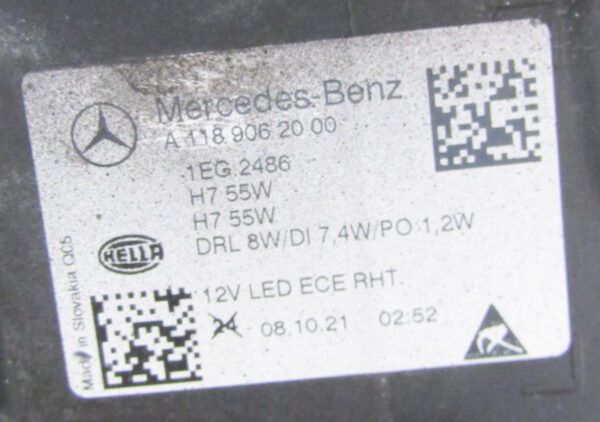 Mercedes-Benz
A 118 906 20 00
1EG 2486
H7 55W
H7 55W
DRL 8W/DI 7,4W/PO 1,2W
HELLA
12V LED ECE RHT.
24 08.10.21 02:52
Made in Slovakia QC5